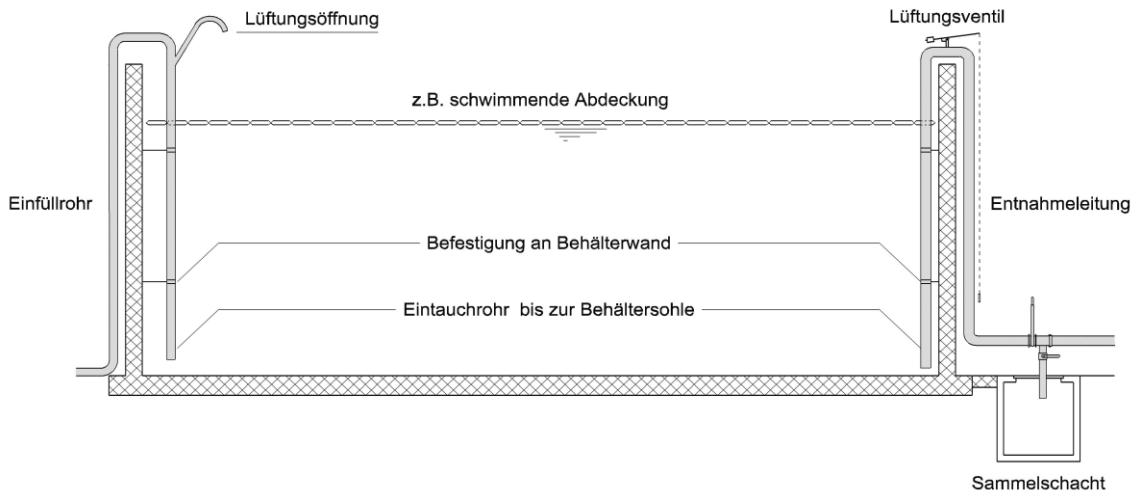 Lüftungsöffnung
Lüftungsventil
z.B. schwimmende Abdeckung
Einfüllrohr
Entnahmeleitung
Befestigung an Behälterwand
Eintauchrohr bis zur Behältersohle
Sammelschacht